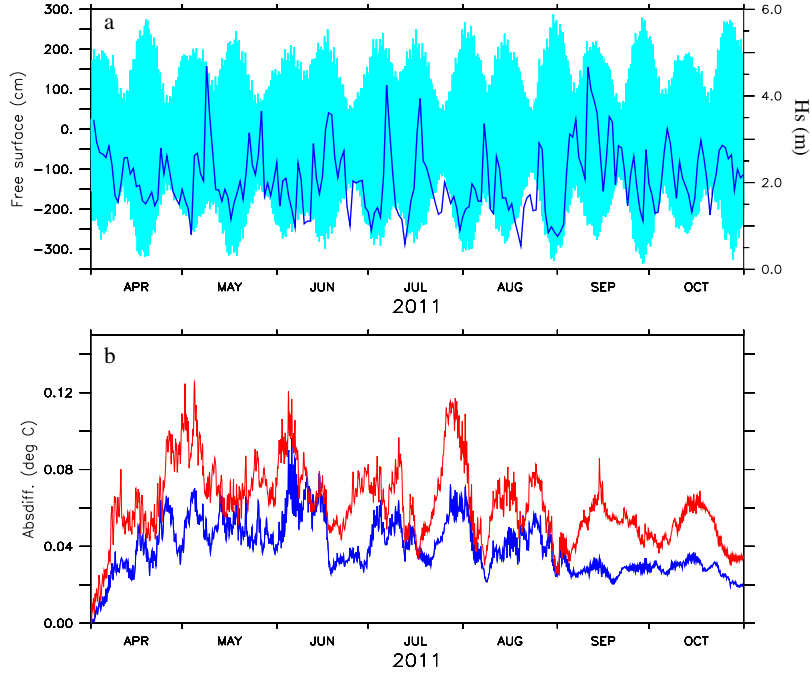 a
300.
200.
100.
0.
-100.
-200.
-300.
Free surface (cm)
6.0
4.0
2.0
0.0
Hs (m)
APR MAY JUN JUL AUG SEP OCT
2011
b
0.12
0.08
0.04
0.00
Absdiff. (deg C)
APR MAY JUN JUL AUG SEP OCT
2011